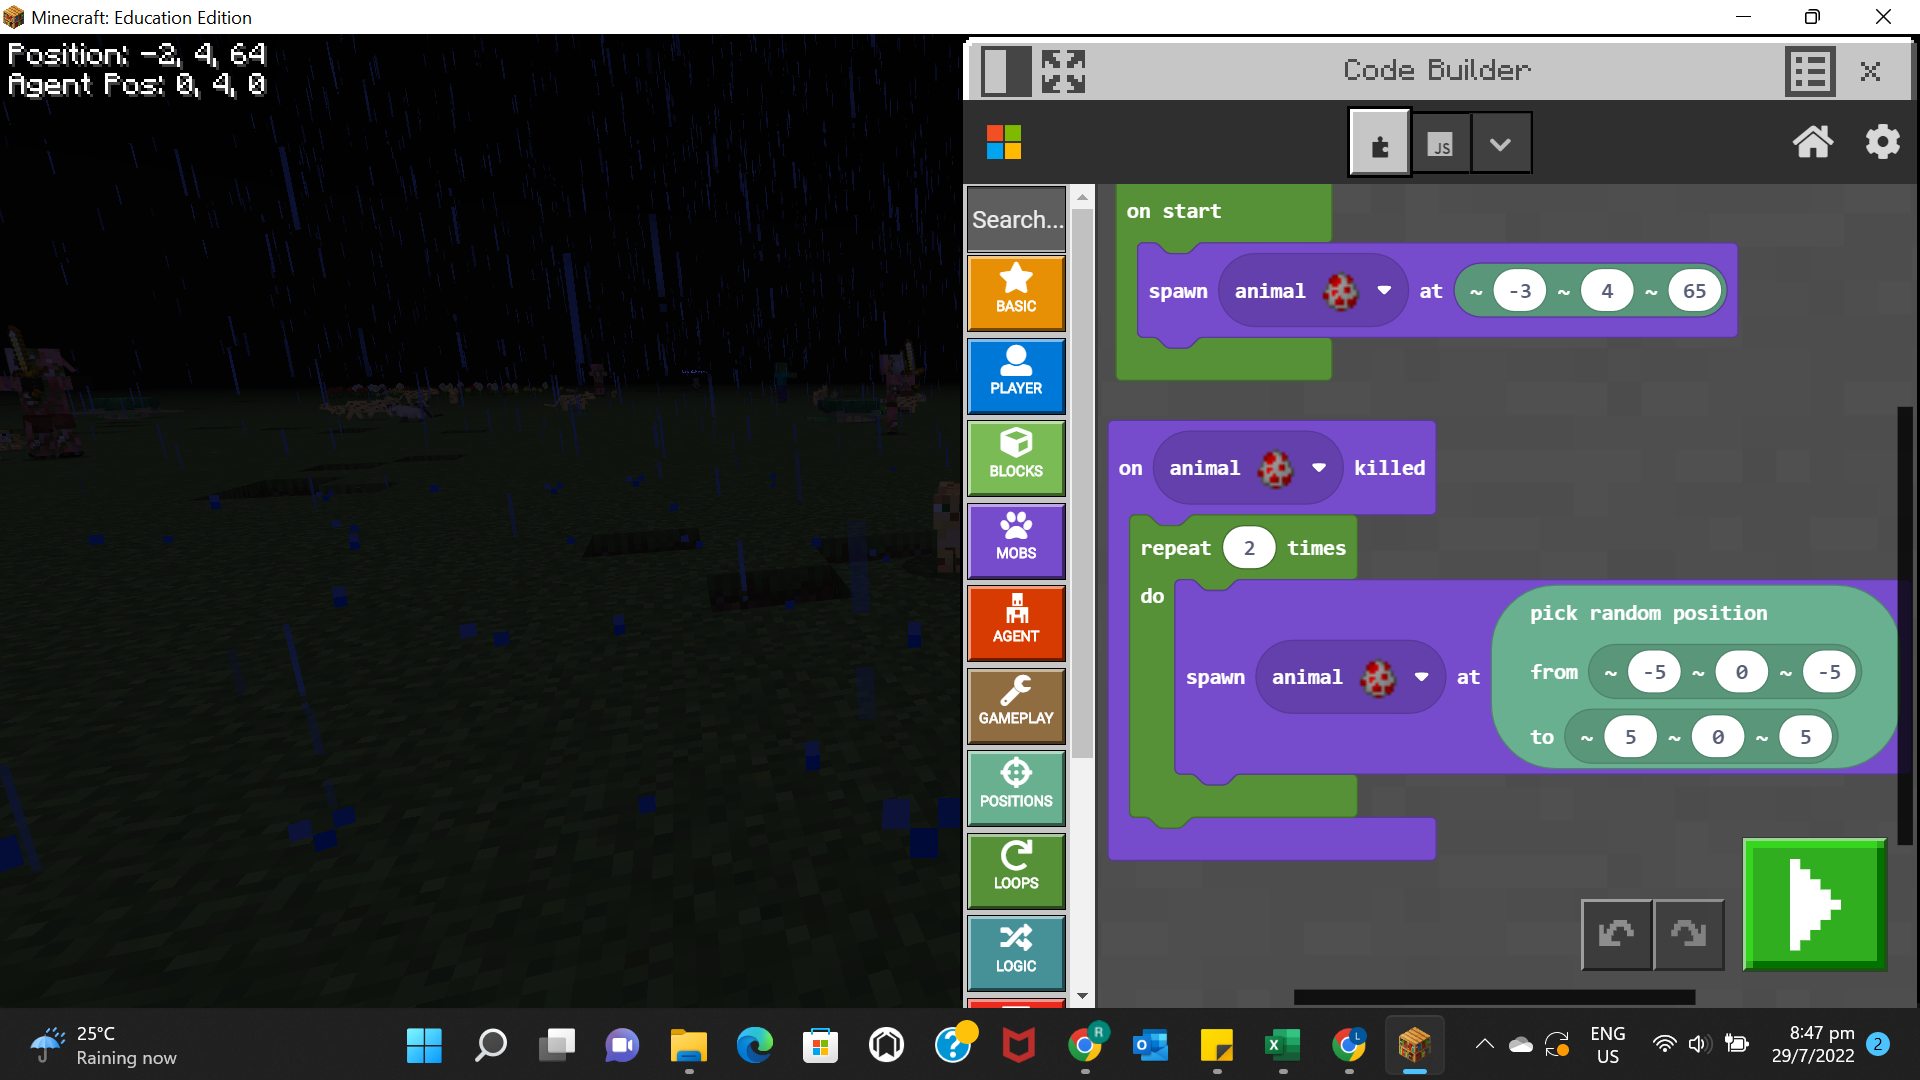 Minecraft: Education Edition
Position: -2, 4, 64
Agent Pos: 0, 4, 0
Code Builder
JS
Search...
BASIC
PLAYER
BLOCKS
MOBS
AGENT
GAMEPLAY
POSITIONS
LOOPS
LOGIC
on start
spawn animal at ~ -3 ~ 4 ~ 65
on animal killed
repeat 2 times
do
spawn animal at
pick random position
from ~ -5 ~ 0 ~ -5
to ~ 5 ~ 0 ~ 5
25°C
Raining now
R
L
ENG
US
8:47 pm
29/7/2022
2